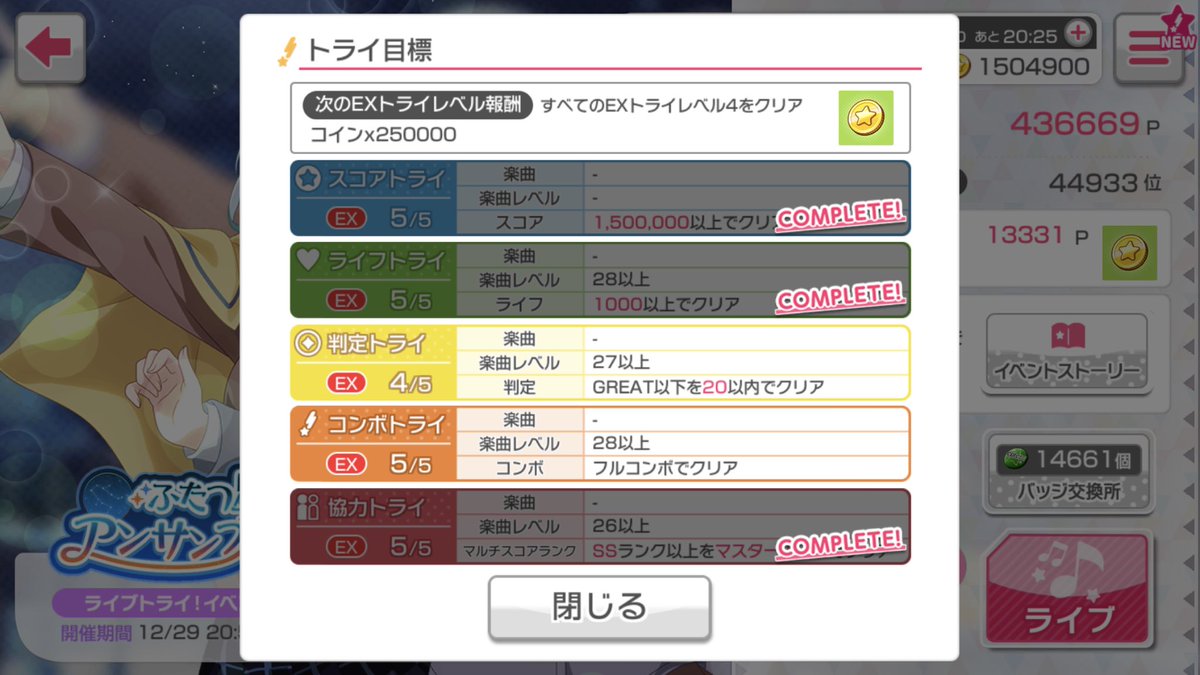 トライ目標
次のEXトライレベル報酬 すべてのEXトライレベル4をクリア
コインx250000
スコアトライ
EX 5/5
楽曲 -
楽曲レベル -
スコア 1,500,000以上でクリア
COMPLETE!
ライフトライ
EX 5/5
楽曲 -
楽曲レベル 28以上
ライフ 1000以上でクリア
COMPLETE!
判定トライ
EX 4/5
楽曲 -
楽曲レベル 27以上
判定 GREAT以下を20以内でクリア
コンボトライ
EX 5/5
楽曲 -
楽曲レベル 28以上
コンボ フルコンボでクリア
協力トライ
EX 5/5
楽曲 -
楽曲レベル 26以上
マルチスコアランク SSランク以上をマスター
COMPLETE!
閉じる
あと20:25
1504900
NEW
436669 P
44933位
13331 P
イベントストーリー
14661個
バッジ交換所
ライブ
ふたつ
アンサンブ
ライブトライ!イベ
開催期間 12/29 20: